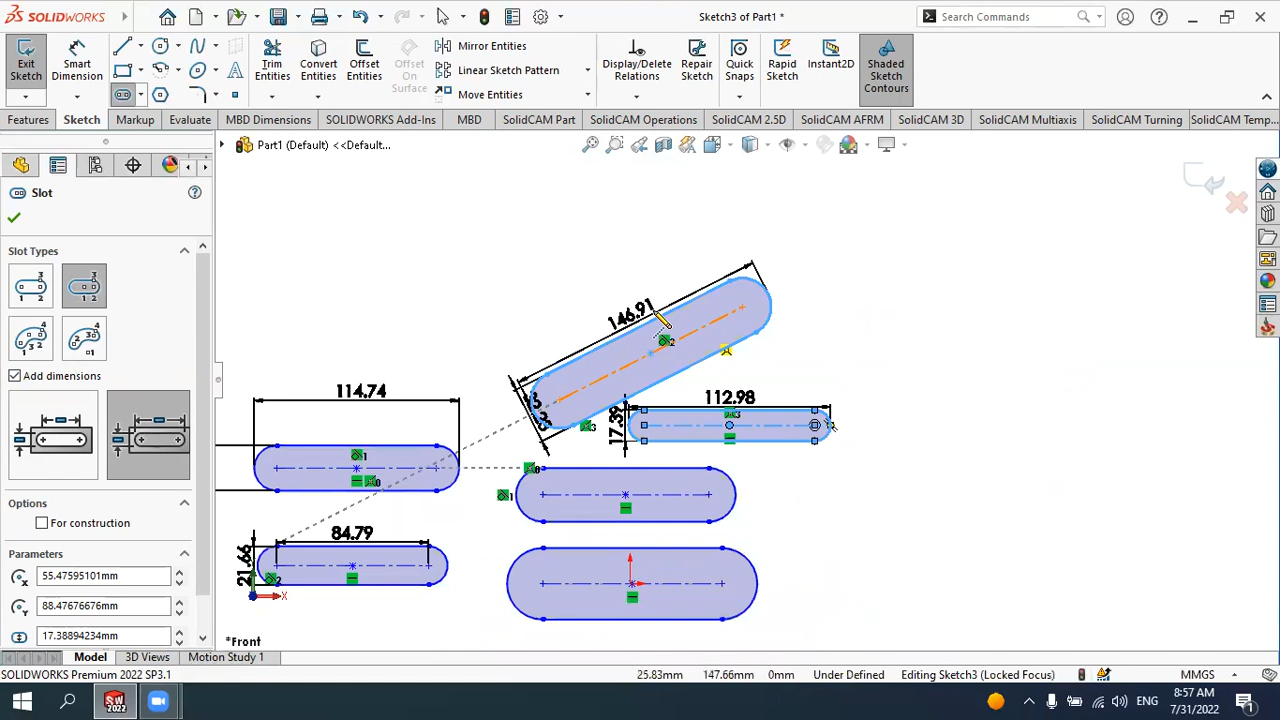 SOLIDWORKS
Sketch3 of Part1 *
Search Commands
Exit Sketch
Smart Dimension
Trim Entities
Convert Entities
Offset Entities
Offset On Surface
Mirror Entities
Linear Sketch Pattern
Move Entities
Display/Delete Relations
Repair Sketch
Quick Snaps
Rapid Sketch
Instant2D
Shaded Sketch Contours
Features
Sketch
Markup
Evaluate
MBD Dimensions
SOLIDWORKS Add-Ins
MBD
SolidCAM Part
SolidCAM Operations
SolidCAM 2.5D
SolidCAM AFRM
SolidCAM 3D
SolidCAM Multiaxis
SolidCAM Turning
SolidCAM Temp...
Part1 (Default) <<Default...
Slot
Slot Types
Add dimensions
Options
For construction
Parameters
55.47595101mm
88.47676676mm
17.38894234mm
146.91
114.74
112.98
17.39
84.79
21.66
X
*Front
Model
3D Views
Motion Study 1
SOLIDWORKS Premium 2022 SP3.1
25.83mm
147.66mm
0mm
Under Defined
Editing Sketch3 (Locked Focus)
MMGS
ENG
8:57 AM
7/31/2022